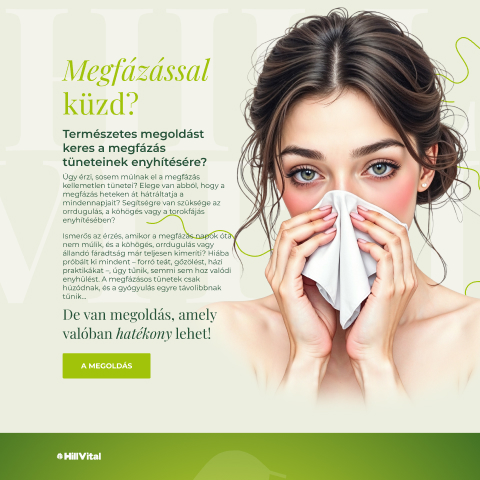 Megfázással
küzd?
Természetes megoldást
keres a megfázás
tüneteinek enyhítésére?
Úgy érzi, sosem múlnak el a megfázás
kellemetlen tünetei? Elege van abból, hogy a
megfázás heteken át hátráltatja a
mindennapjait? Segítségre van szüksége az
orrdugulás, a köhögés vagy a torokfájás
enyhítésében?
Ismerős az érzés, amikor a megfázás napok óta
nem múlik, és a köhögés, orrdugulás vagy
állandó fáradtság már teljesen kimeríti? Hiába
próbált ki mindent – forró teát, gőzölést, házi
praktikákat –, úgy tűnik, semmi sem hoz valódi
enyhülést. A megfázásos tünetek csak
húzódnak, és a gyógyulás egyre távolibbnak
tűnik...
De van megoldás, amely
valóban hatékony lehet!
A MEGOLDÁS
HillVital